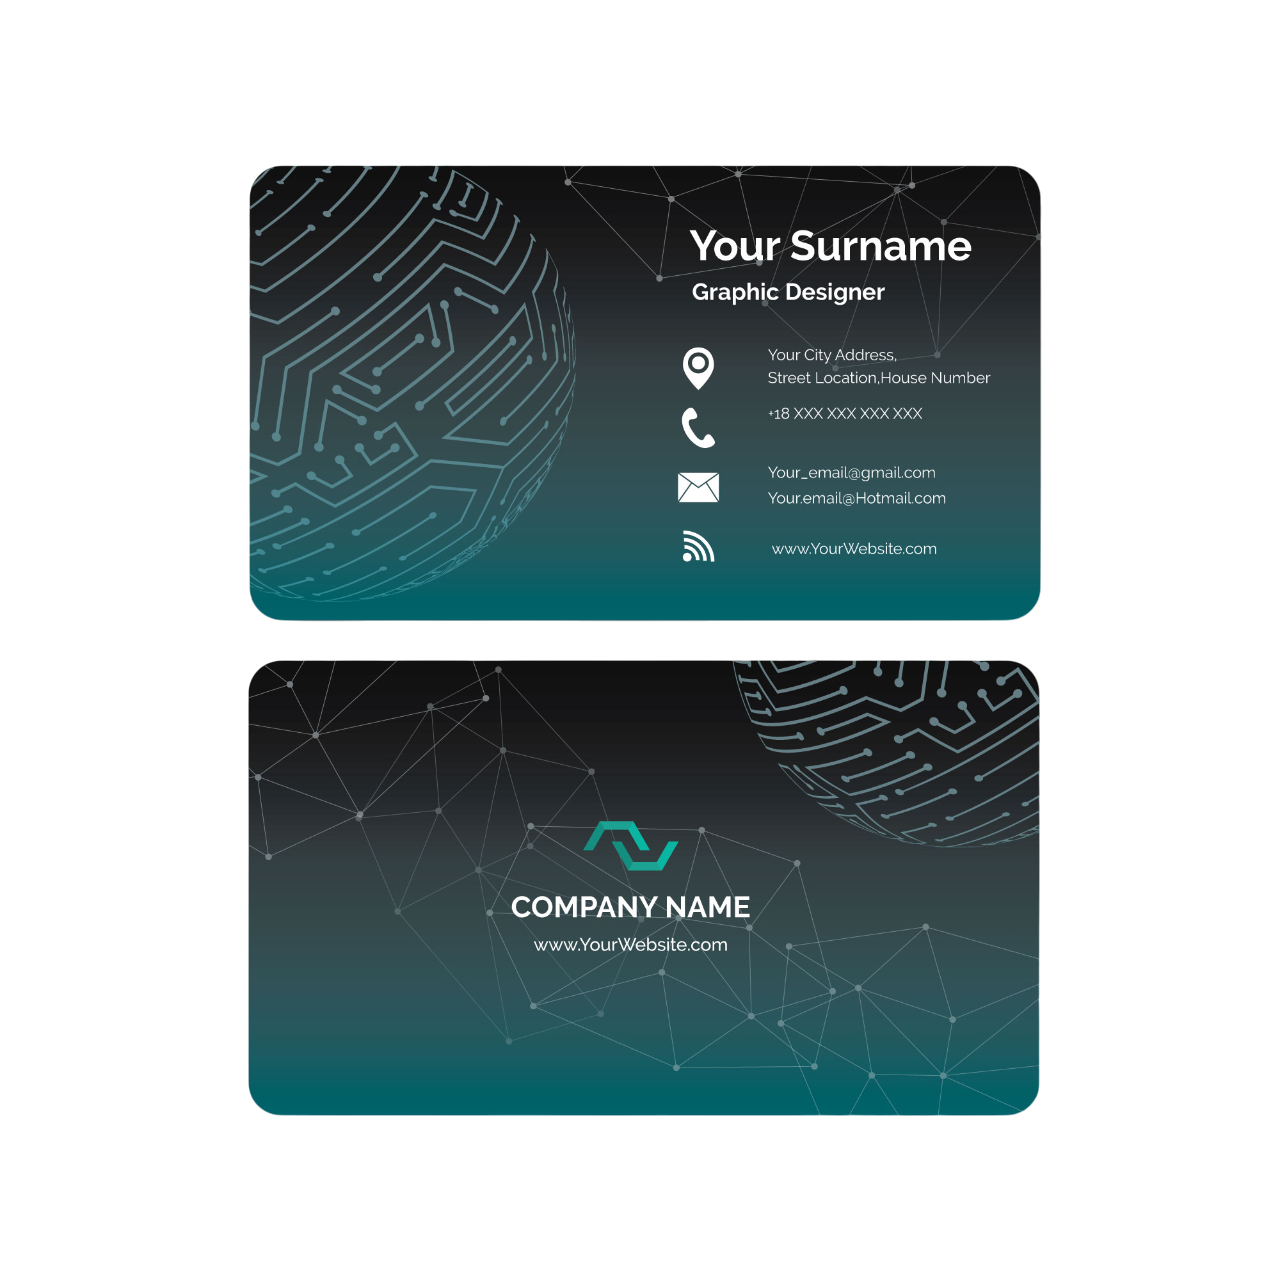 Your Surname
Graphic Designer
Your City Address,
Street Location,House Number
+18 XXX XXX XXX XXX
Your_email@gmail.com
Your.email@Hotmail.com
www.YourWebsite.com
COMPANY NAME
www.YourWebsite.com